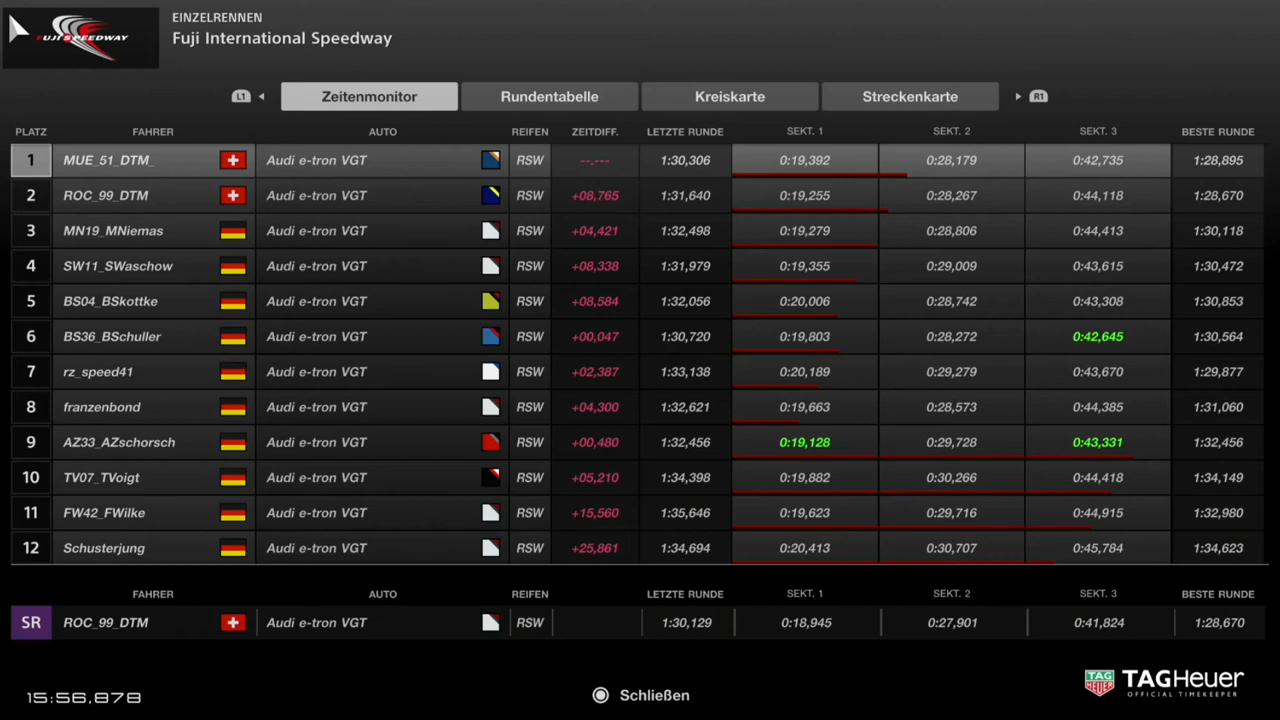 FUJI SPEEDWAY
EINZELRENNEN
Fuji International Speedway
L1 Zeitenmonitor Rundentabelle Kreiskarte Streckenkarte R1
PLATZ FAHRER AUTO REIFEN ZEITDIFF. LETZTE RUNDE SEKT. 1 SEKT. 2 SEKT. 3 BESTE RUNDE
1 MUE_51_DTM_ Audi e-tron VGT RSW --,--- 1:30,306 0:19,392 0:28,179 0:42,735 1:28,895
2 ROC_99_DTM Audi e-tron VGT RSW +08,765 1:31,640 0:19,255 0:28,267 0:44,118 1:28,670
3 MN19_MNiemas Audi e-tron VGT RSW +04,421 1:32,498 0:19,279 0:28,806 0:44,413 1:30,118
4 SW11_SWaschow Audi e-tron VGT RSW +08,338 1:31,979 0:19,355 0:29,009 0:43,615 1:30,472
5 BS04_BSkottke Audi e-tron VGT RSW +08,584 1:32,056 0:20,006 0:28,742 0:43,308 1:30,853
6 BS36_BSchuller Audi e-tron VGT RSW +00,047 1:30,720 0:19,803 0:28,272 0:42,645 1:30,564
7 rz_speed41 Audi e-tron VGT RSW +02,387 1:33,138 0:20,189 0:29,279 0:43,670 1:29,877
8 franzenbond Audi e-tron VGT RSW +04,300 1:32,621 0:19,663 0:28,573 0:44,385 1:31,060
9 AZ33_AZschorsch Audi e-tron VGT RSW +00,480 1:32,456 0:19,128 0:29,728 0:43,331 1:32,456
10 TV07_TVoigt Audi e-tron VGT RSW +05,210 1:34,398 0:19,882 0:30,266 0:44,418 1:34,149
11 FW42_FWilke Audi e-tron VGT RSW +15,560 1:35,646 0:19,623 0:29,716 0:44,915 1:32,980
12 Schusterjung Audi e-tron VGT RSW +25,861 1:34,694 0:20,413 0:30,707 0:45,784 1:34,623
FAHRER AUTO REIFEN LETZTE RUNDE SEKT. 1 SEKT. 2 SEKT. 3 BESTE RUNDE
SR ROC_99_DTM Audi e-tron VGT RSW 1:30,129 0:18,945 0:27,901 0:41,824 1:28,670
15:56,878
Schließen
TAG HEUER
TAGHeuer
OFFICIAL TIMEKEEPER